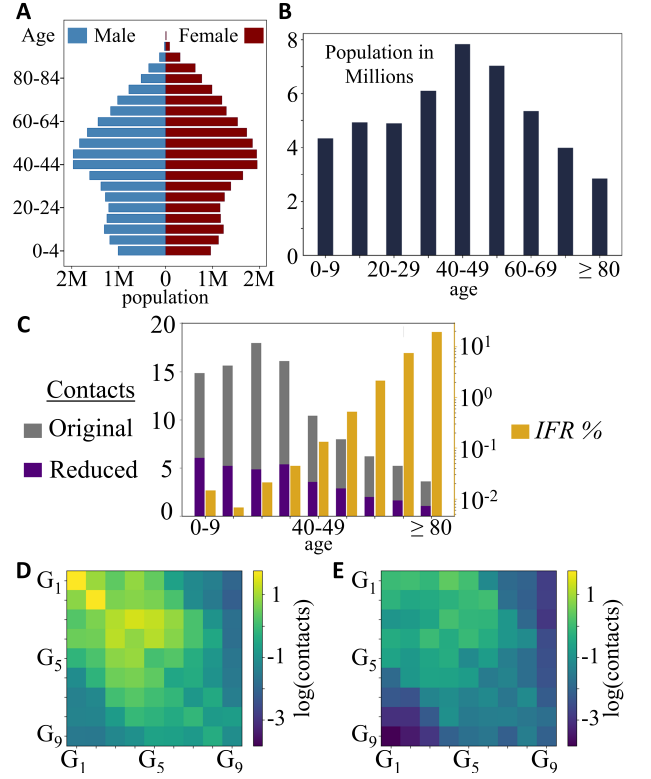 A
Age Male Female
80-84
60-64
40-44
20-24
0-4
2M 1M 0 1M 2M
population
B
Population in
Millions
8
6
4
2
0
0-9 20-29 40-49 60-69 ≥ 80
age
C
Contacts
Original
Reduced
20
15
10
5
0
10¹
10⁰
10⁻¹
10⁻²
IFR %
0-9 40-49 ≥ 80
age
D
G₁
G₅
G₉
G₁ G₅ G₉
1
-1
-3
log(contacts)
E
G₁
G₅
G₉
G₁ G₅ G₉
1
-1
-3
log(contacts)